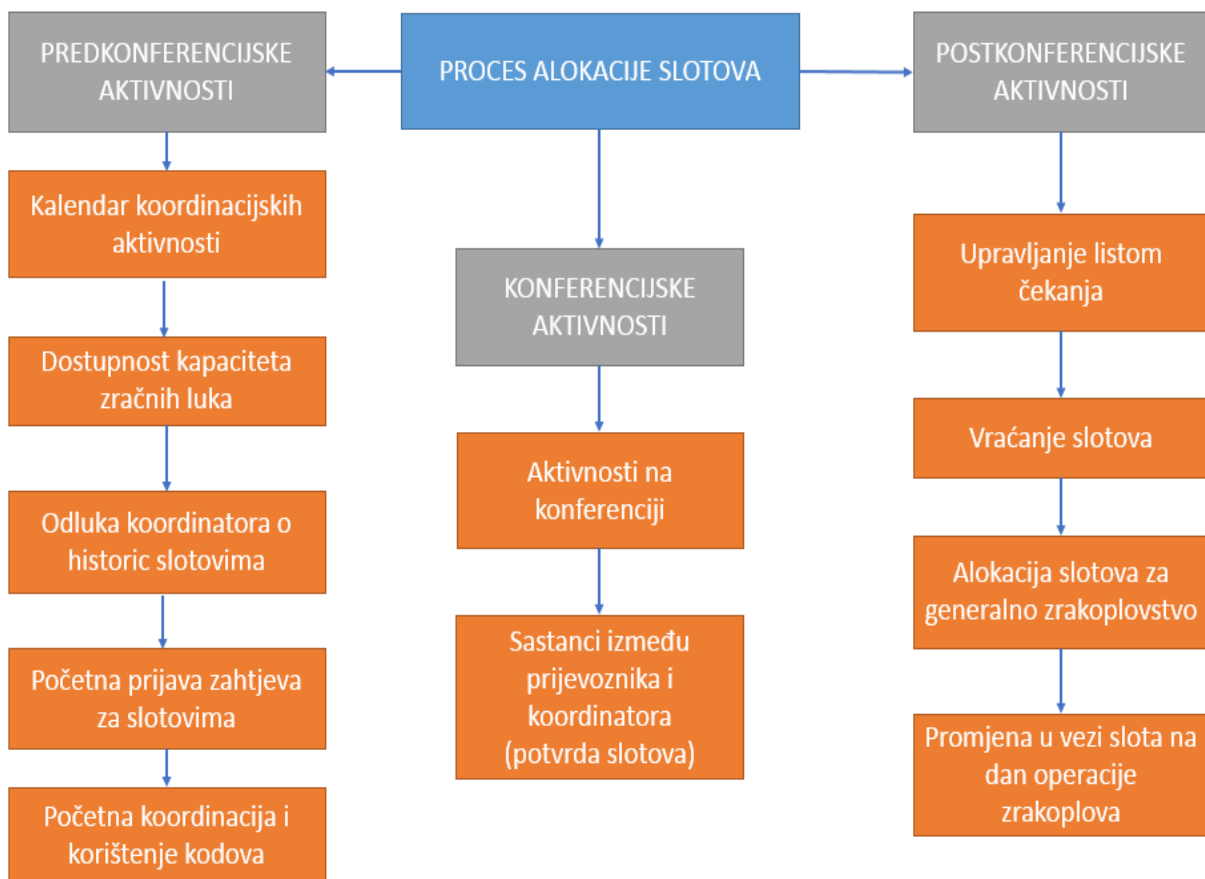 PREDKONFERENCIJSKE
AKTIVNOSTI
Kalendar koordinacijskih
aktivnosti
Dostupnost kapaciteta
zračnih luka
Odluka koordinatora o
historic slotovima
Početna prijava zahtjeva
za slotovima
Početna koordinacija i
korištenje kodova
PROCES ALOKACIJE SLOTOVA
KONFERENCIJSKE
AKTIVNOSTI
Aktivnosti na
konferenciji
Sastanci između
prijevoznika i
koordinatora
(potvrda slotova)
POSTKONFERENCIJSKE
AKTIVNOSTI
Upravljanje listom
čekanja
Vraćanje slotova
Alokacija slotova za
generalno zrakoplovstvo
Promjena u vezi slota na
dan operacije
zrakoplova